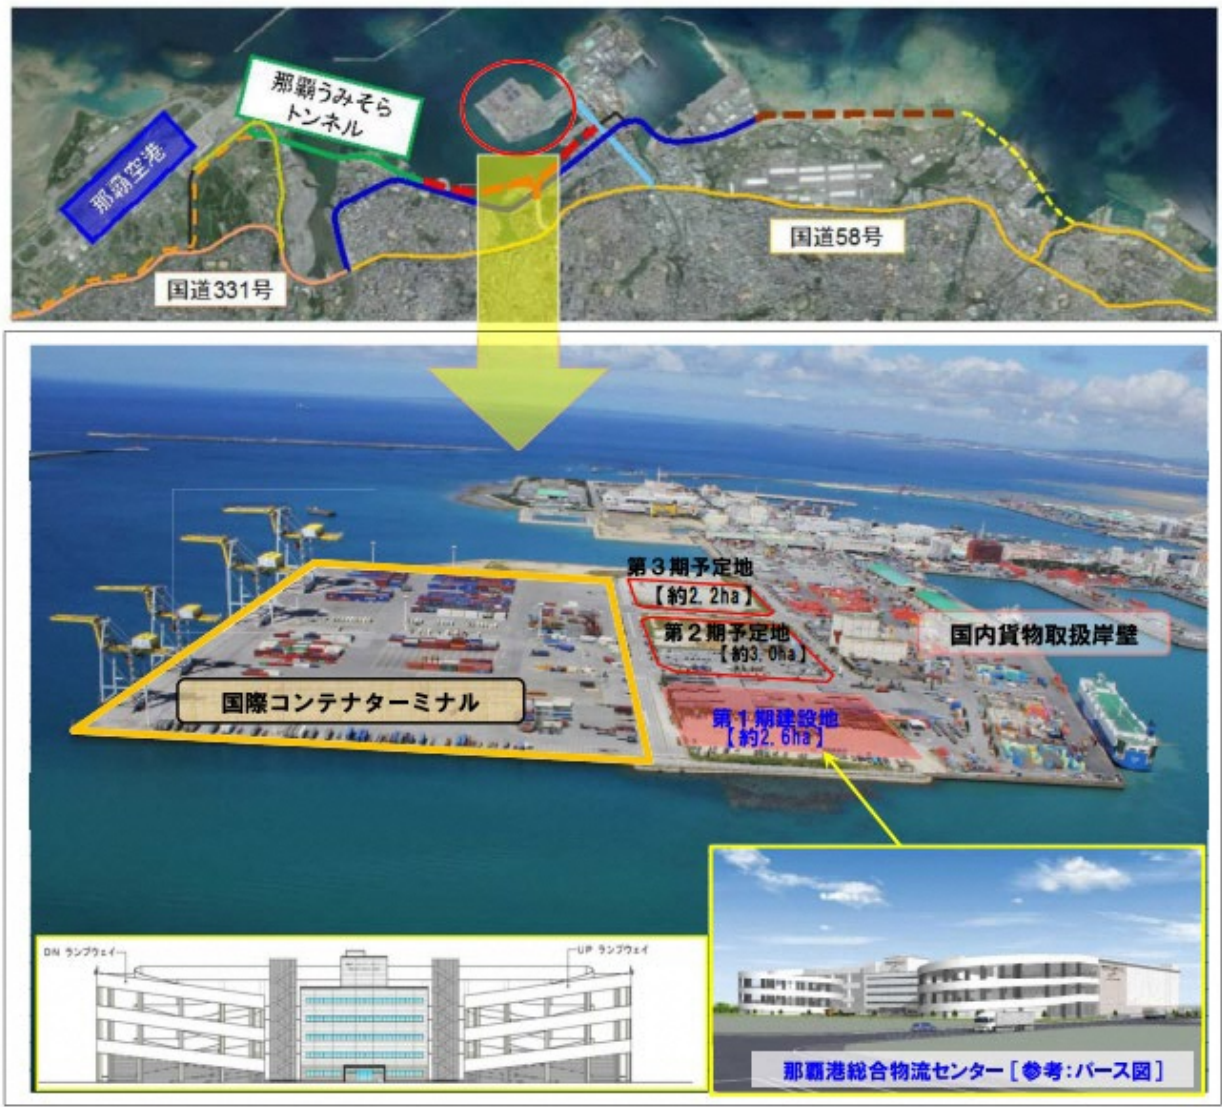 那覇うみそら
トンネル
那覇空港
国道58号
国道331号
第3期予定地
【約2.2ha】
第2期予定地
【約3.0ha】
国内貨物取扱岸壁
国際コンテナターミナル
第1期建設地
【約2.6ha】
DN ランプウェイ
UP ランプウェイ
那覇港総合物流センター［参考:パース図］